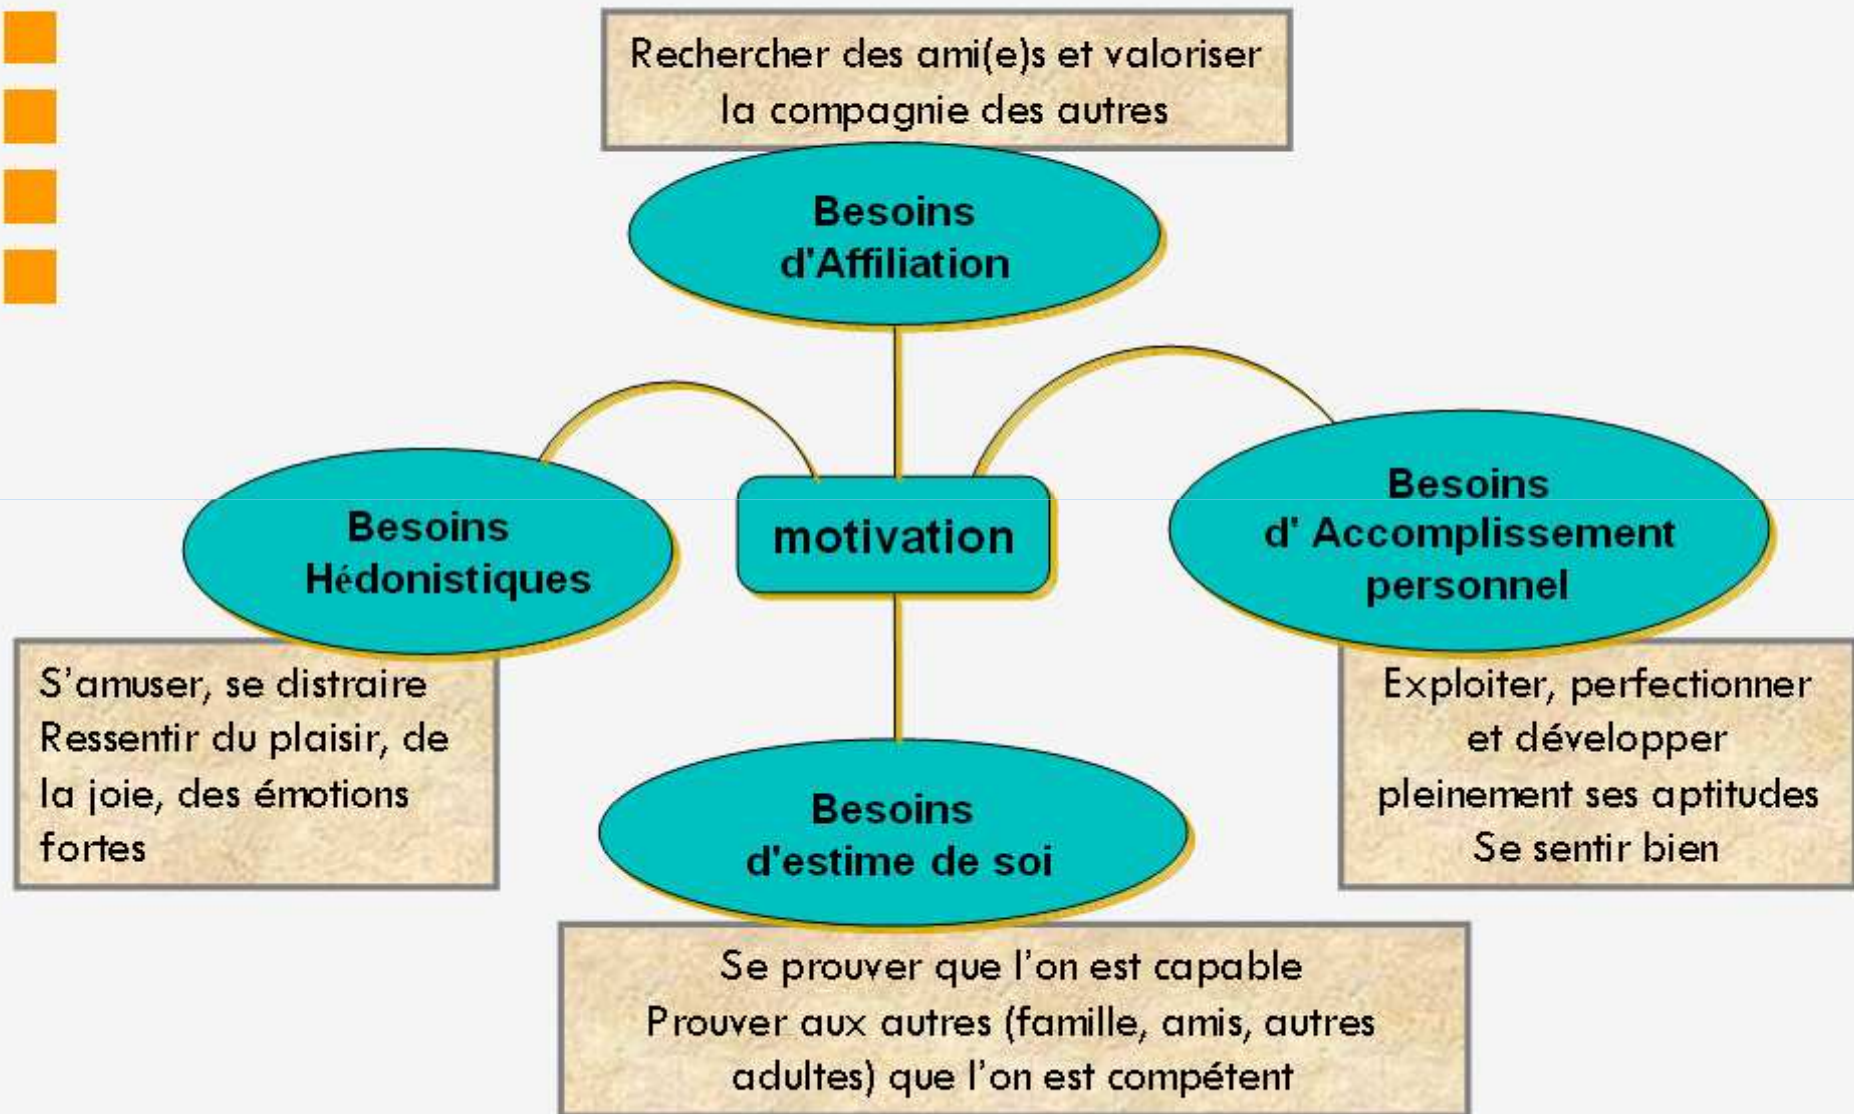 Rechercher des ami(e)s et valoriser
la compagnie des autres
Besoins
d'Affiliation
Besoins
Hédonistiques
motivation
Besoins
d' Accomplissement
personnel
S'amuser, se distraire
Ressentir du plaisir, de
la joie, des émotions
fortes
Exploiter, perfectionner
et développer
pleinement ses aptitudes
Se sentir bien
Besoins
d'estime de soi
Se prouver que l'on est capable
Prouver aux autres (famille, amis, autres
adultes) que l'on est compétent